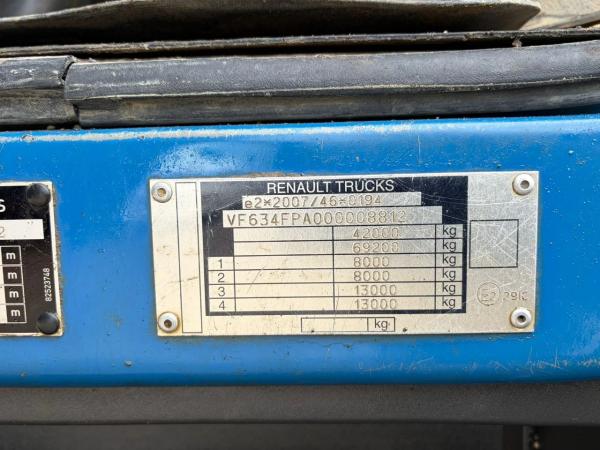 RENAULT TRUCKS
e2*2007/46*0194
VF634FPA000008812
42000 kg
69200 kg
1 8000 kg
2 8000 kg
3 13000 kg
4 13000 kg
kg
S
2
m
m
m
m
82523748